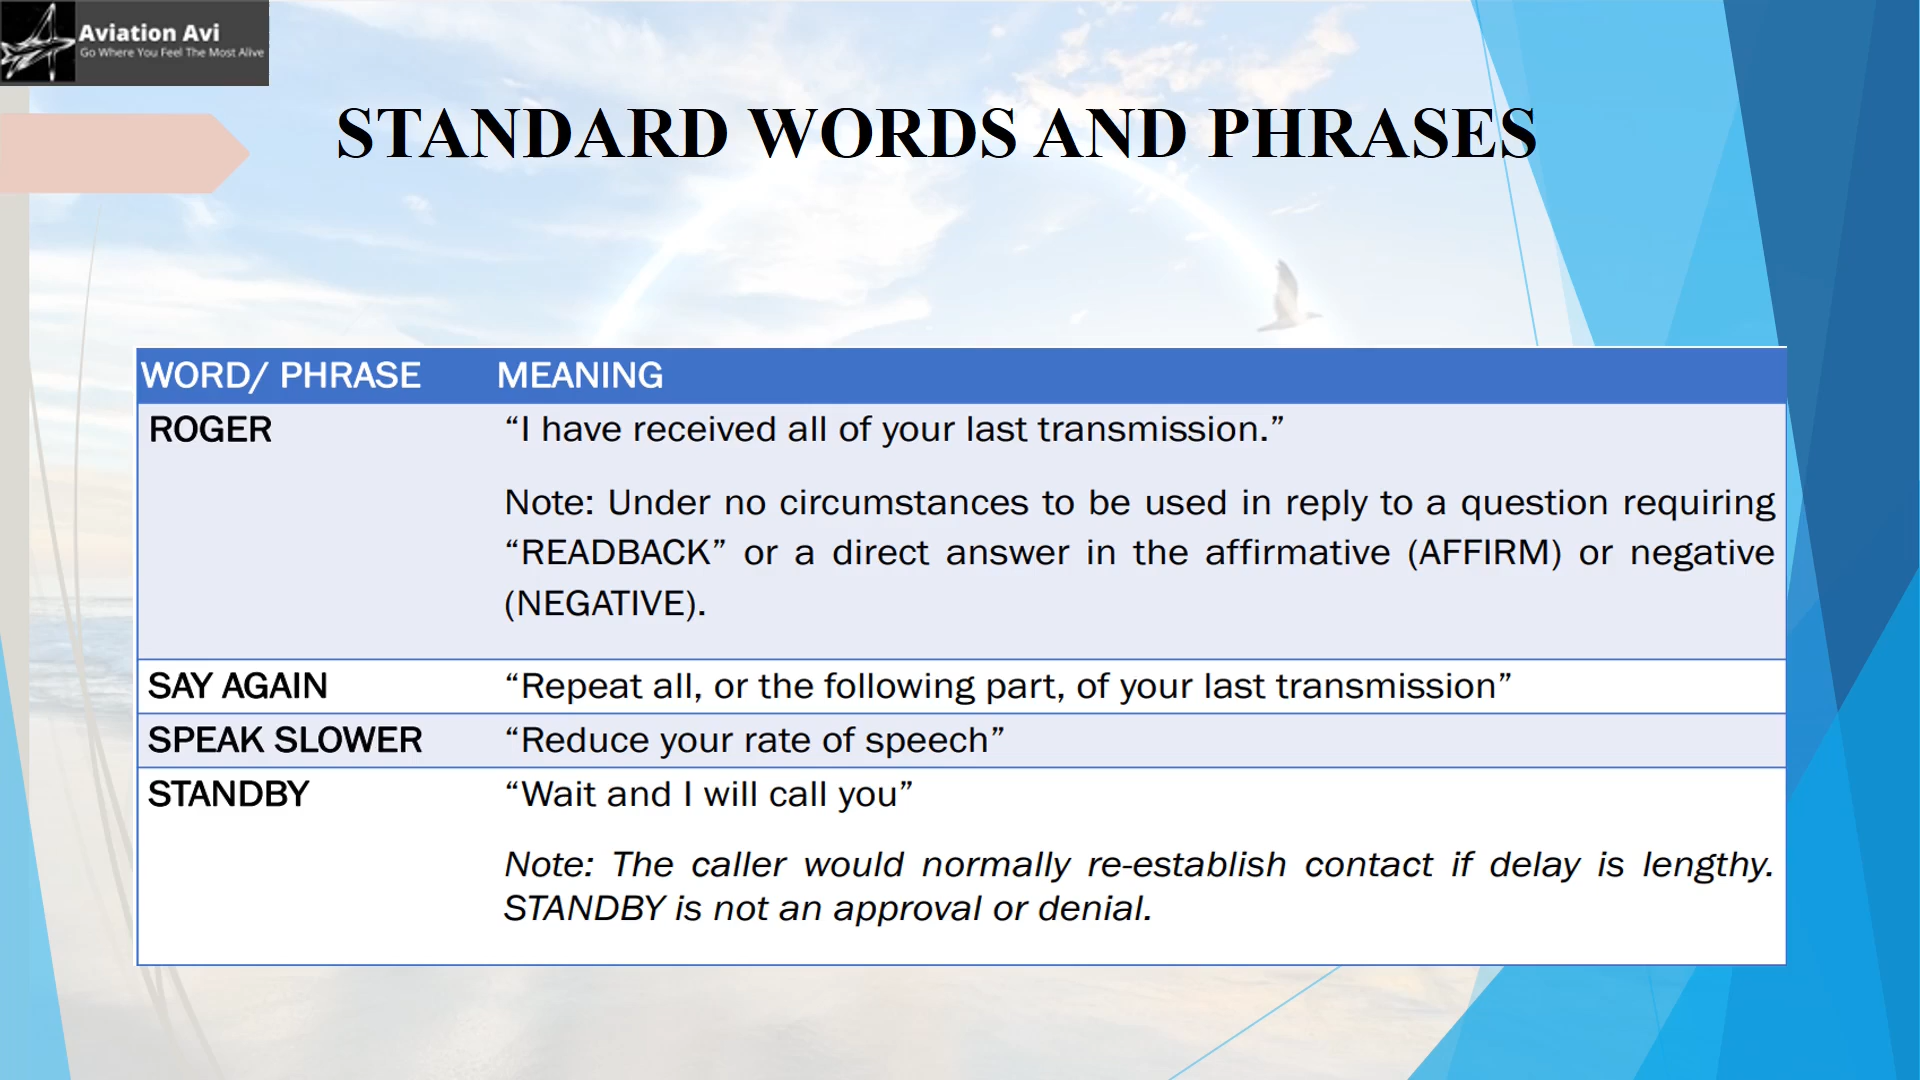 Aviation Avi
Go Where You Feel The Most Alive
STANDARD WORDS AND PHRASES
WORD/ PHRASE MEANING
ROGER “I have received all of your last transmission.”
Note: Under no circumstances to be used in reply to a question requiring
“READBACK” or a direct answer in the affirmative (AFFIRM) or negative
(NEGATIVE).
SAY AGAIN “Repeat all, or the following part, of your last transmission”
SPEAK SLOWER “Reduce your rate of speech”
STANDBY “Wait and I will call you”
Note: The caller would normally re-establish contact if delay is lengthy.
STANDBY is not an approval or denial.